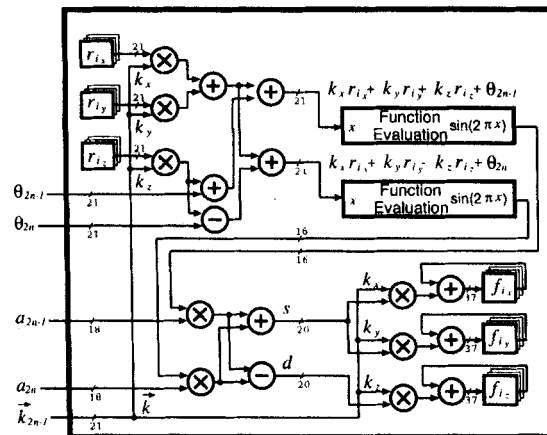 r_{i_x} 21
k_x
r_{i_y} 21
k_y
r_{i_z} 21
k_z
θ_{2n-1} 21
θ_{2n} 21
21 k_x r_{i_x} + k_y r_{i_y} - k_z r_{i_z} + θ_{2n-1}
x Function Evaluation sin(2πx)
21 k_x r_{i_x} + k_y r_{i_y} - k_z r_{i_z} + θ_{2n}
x Function Evaluation sin(2πx)
16
16
a_{2n-1} 18
s 20
k_x 37 f_{i_x}
k_y 37 f_{i_y}
a_{2n} 18
d 20
k_z 37 f_{i_z}
k_{2n-1} 21
k